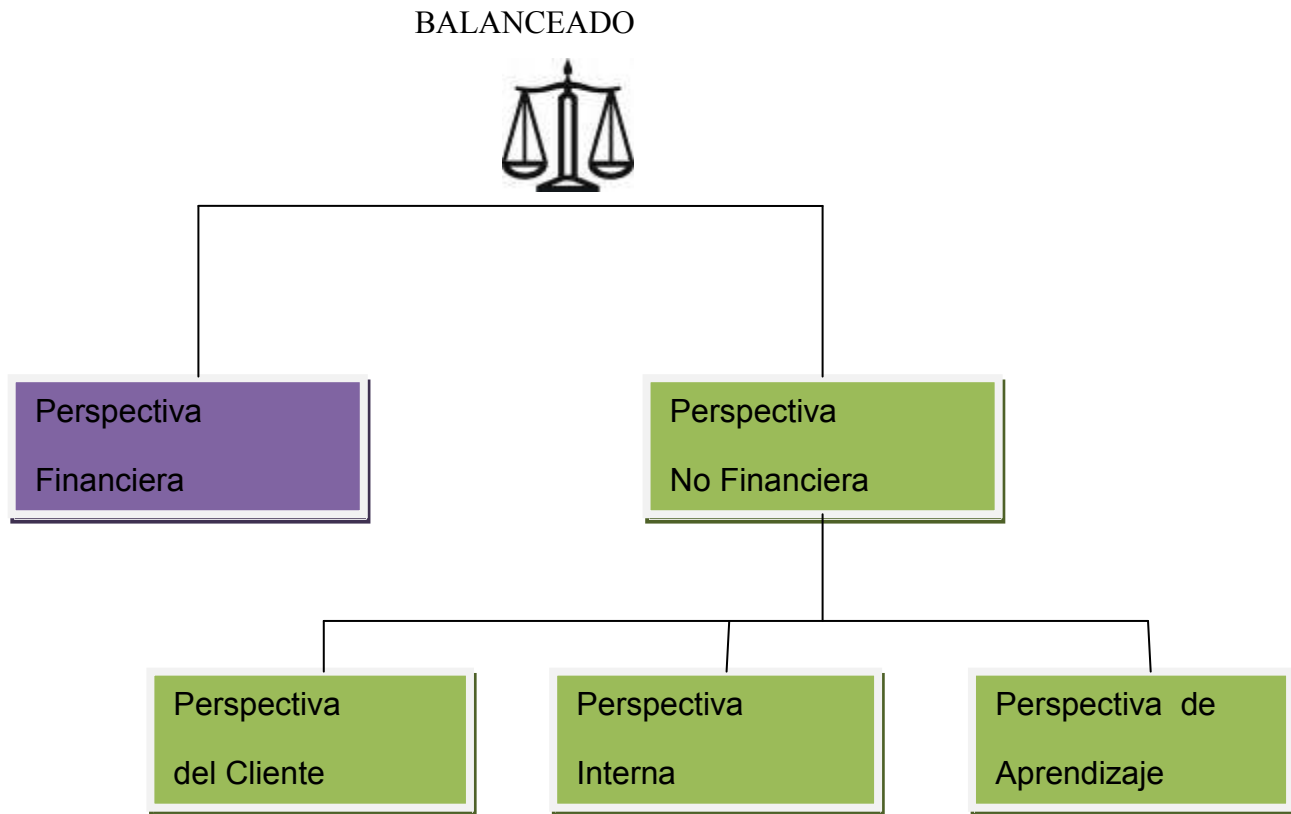 BALANCEADO
Perspectiva
Financiera
Perspectiva
No Financiera
Perspectiva
del Cliente
Perspectiva
Interna
Perspectiva de
Aprendizaje